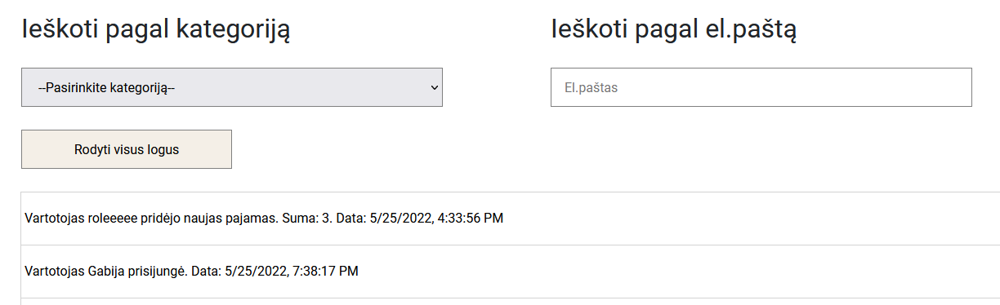 Ieškoti pagal kategoriją
Ieškoti pagal el.paštą
--Pasirinkite kategoriją--
El.paštas
Rodyti visus logus
Vartotojas roleeeee pridėjo naujas pajamas. Suma: 3. Data: 5/25/2022, 4:33:56 PM
Vartotojas Gabija prisijungė. Data: 5/25/2022, 7:38:17 PM